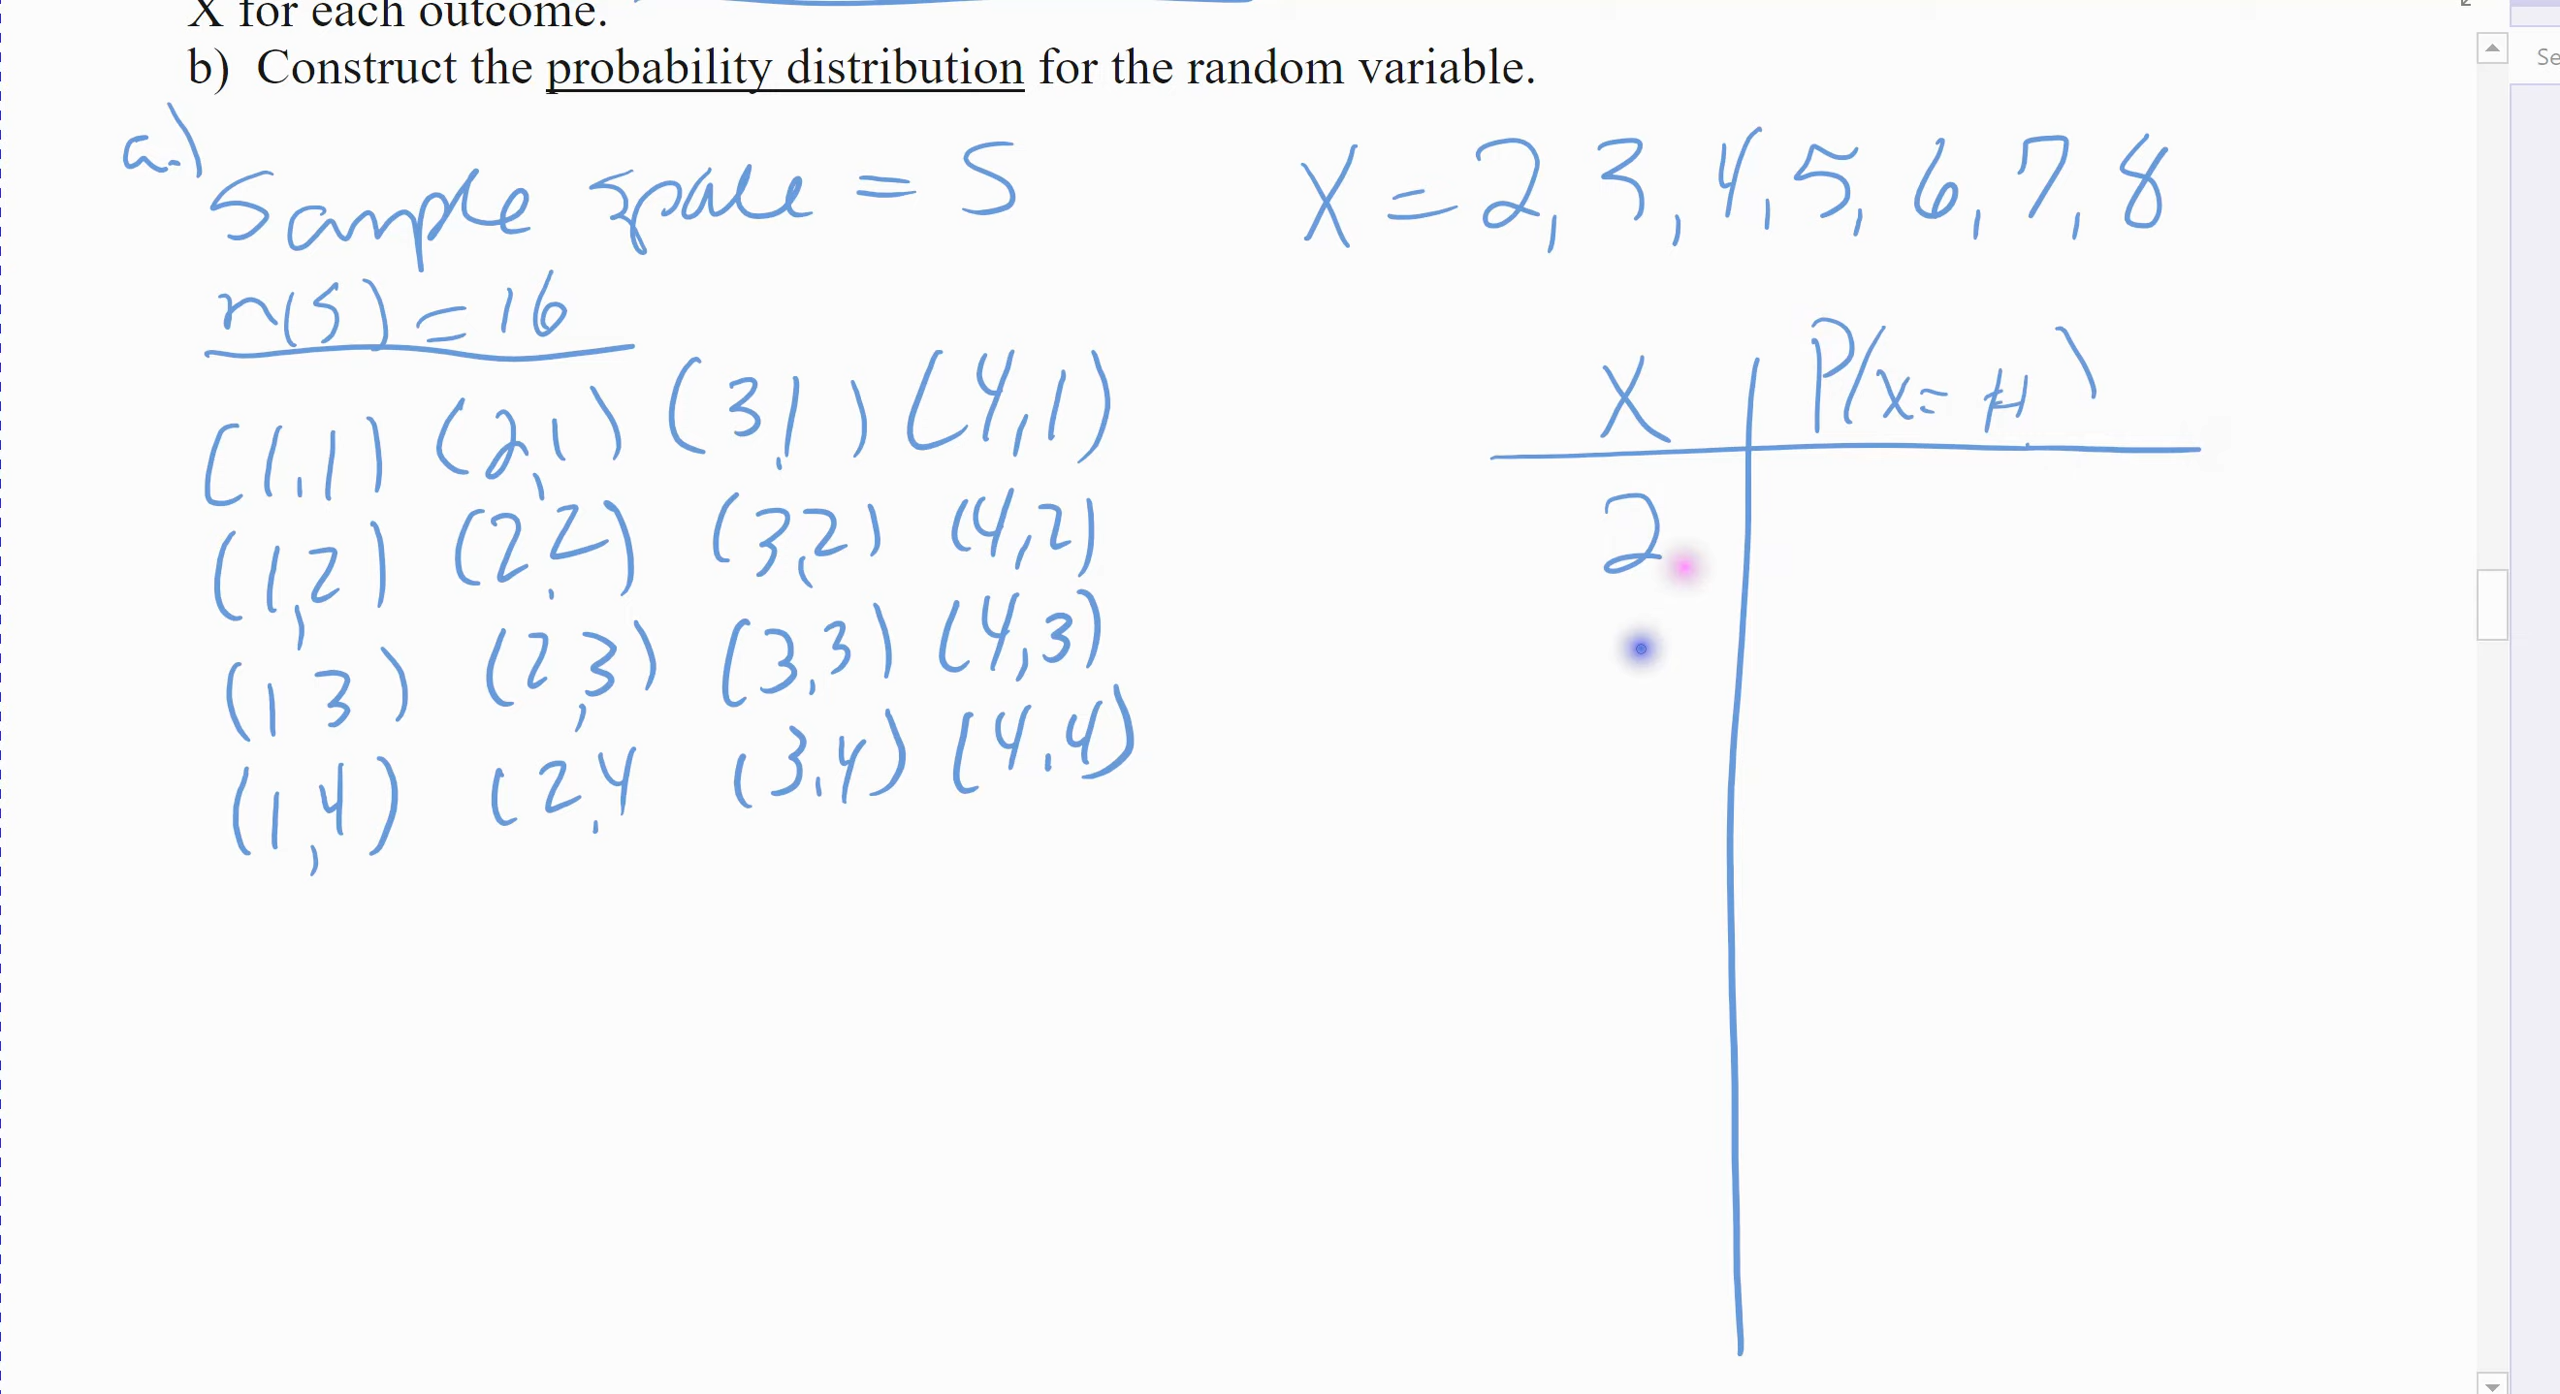 X for each outcome.
b) Construct the probability distribution for the random variable.
a.)
Sample space = S
n(S) = 16
(1,1) (2,1) (3,1) (4,1)
(1,2) (2,2) (3,2) (4,2)
(1 3) (2,3) (3,3) (4,3)
(1,4) (2,4 (3,4) (4,4)
X = 2, 3, 4, 5, 6, 7, 8
X P(x= #)
2
Se